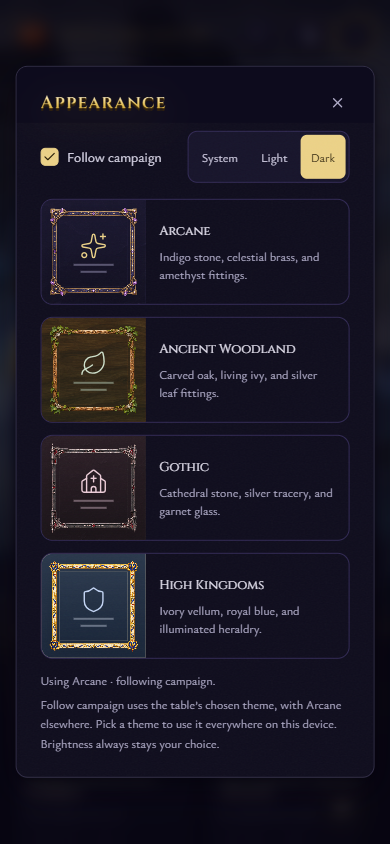 Appearance
Follow campaign
System Light Dark
Arcane
Indigo stone, celestial brass, and
amethyst fittings.
Ancient Woodland
Carved oak, living ivy, and silver
leaf fittings.
Gothic
Cathedral stone, silver tracery, and
garnet glass.
High Kingdoms
Ivory vellum, royal blue, and
illuminated heraldry.
Using Arcane · following campaign.
Follow campaign uses the table's chosen theme, with Arcane
elsewhere. Pick a theme to use it everywhere on this device.
Brightness always stays your choice.